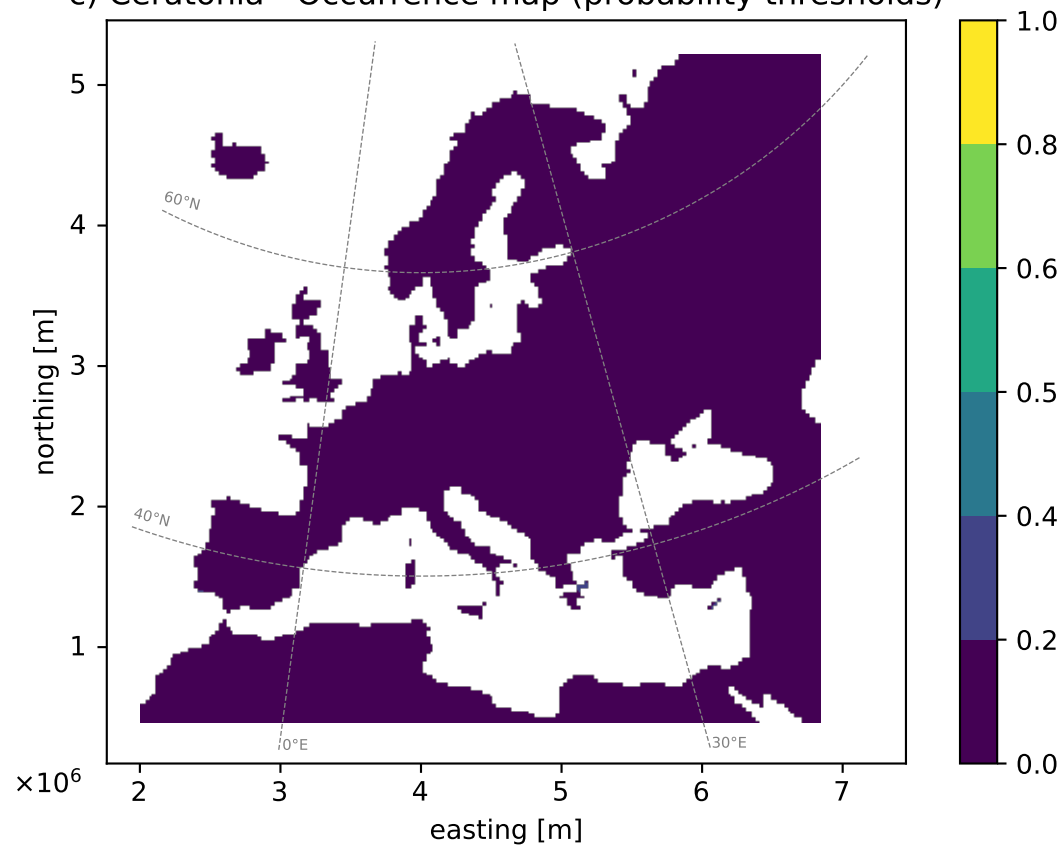 c) Ceratonia - Occurrence map (probability thresholds)
1.0
0.8
0.6
0.5
0.4
0.2
0.0
5
4
3
2
1
northing [m]
60°N
40°N
0°E
30°E
×10⁶
2 3 4 5 6 7
easting [m]